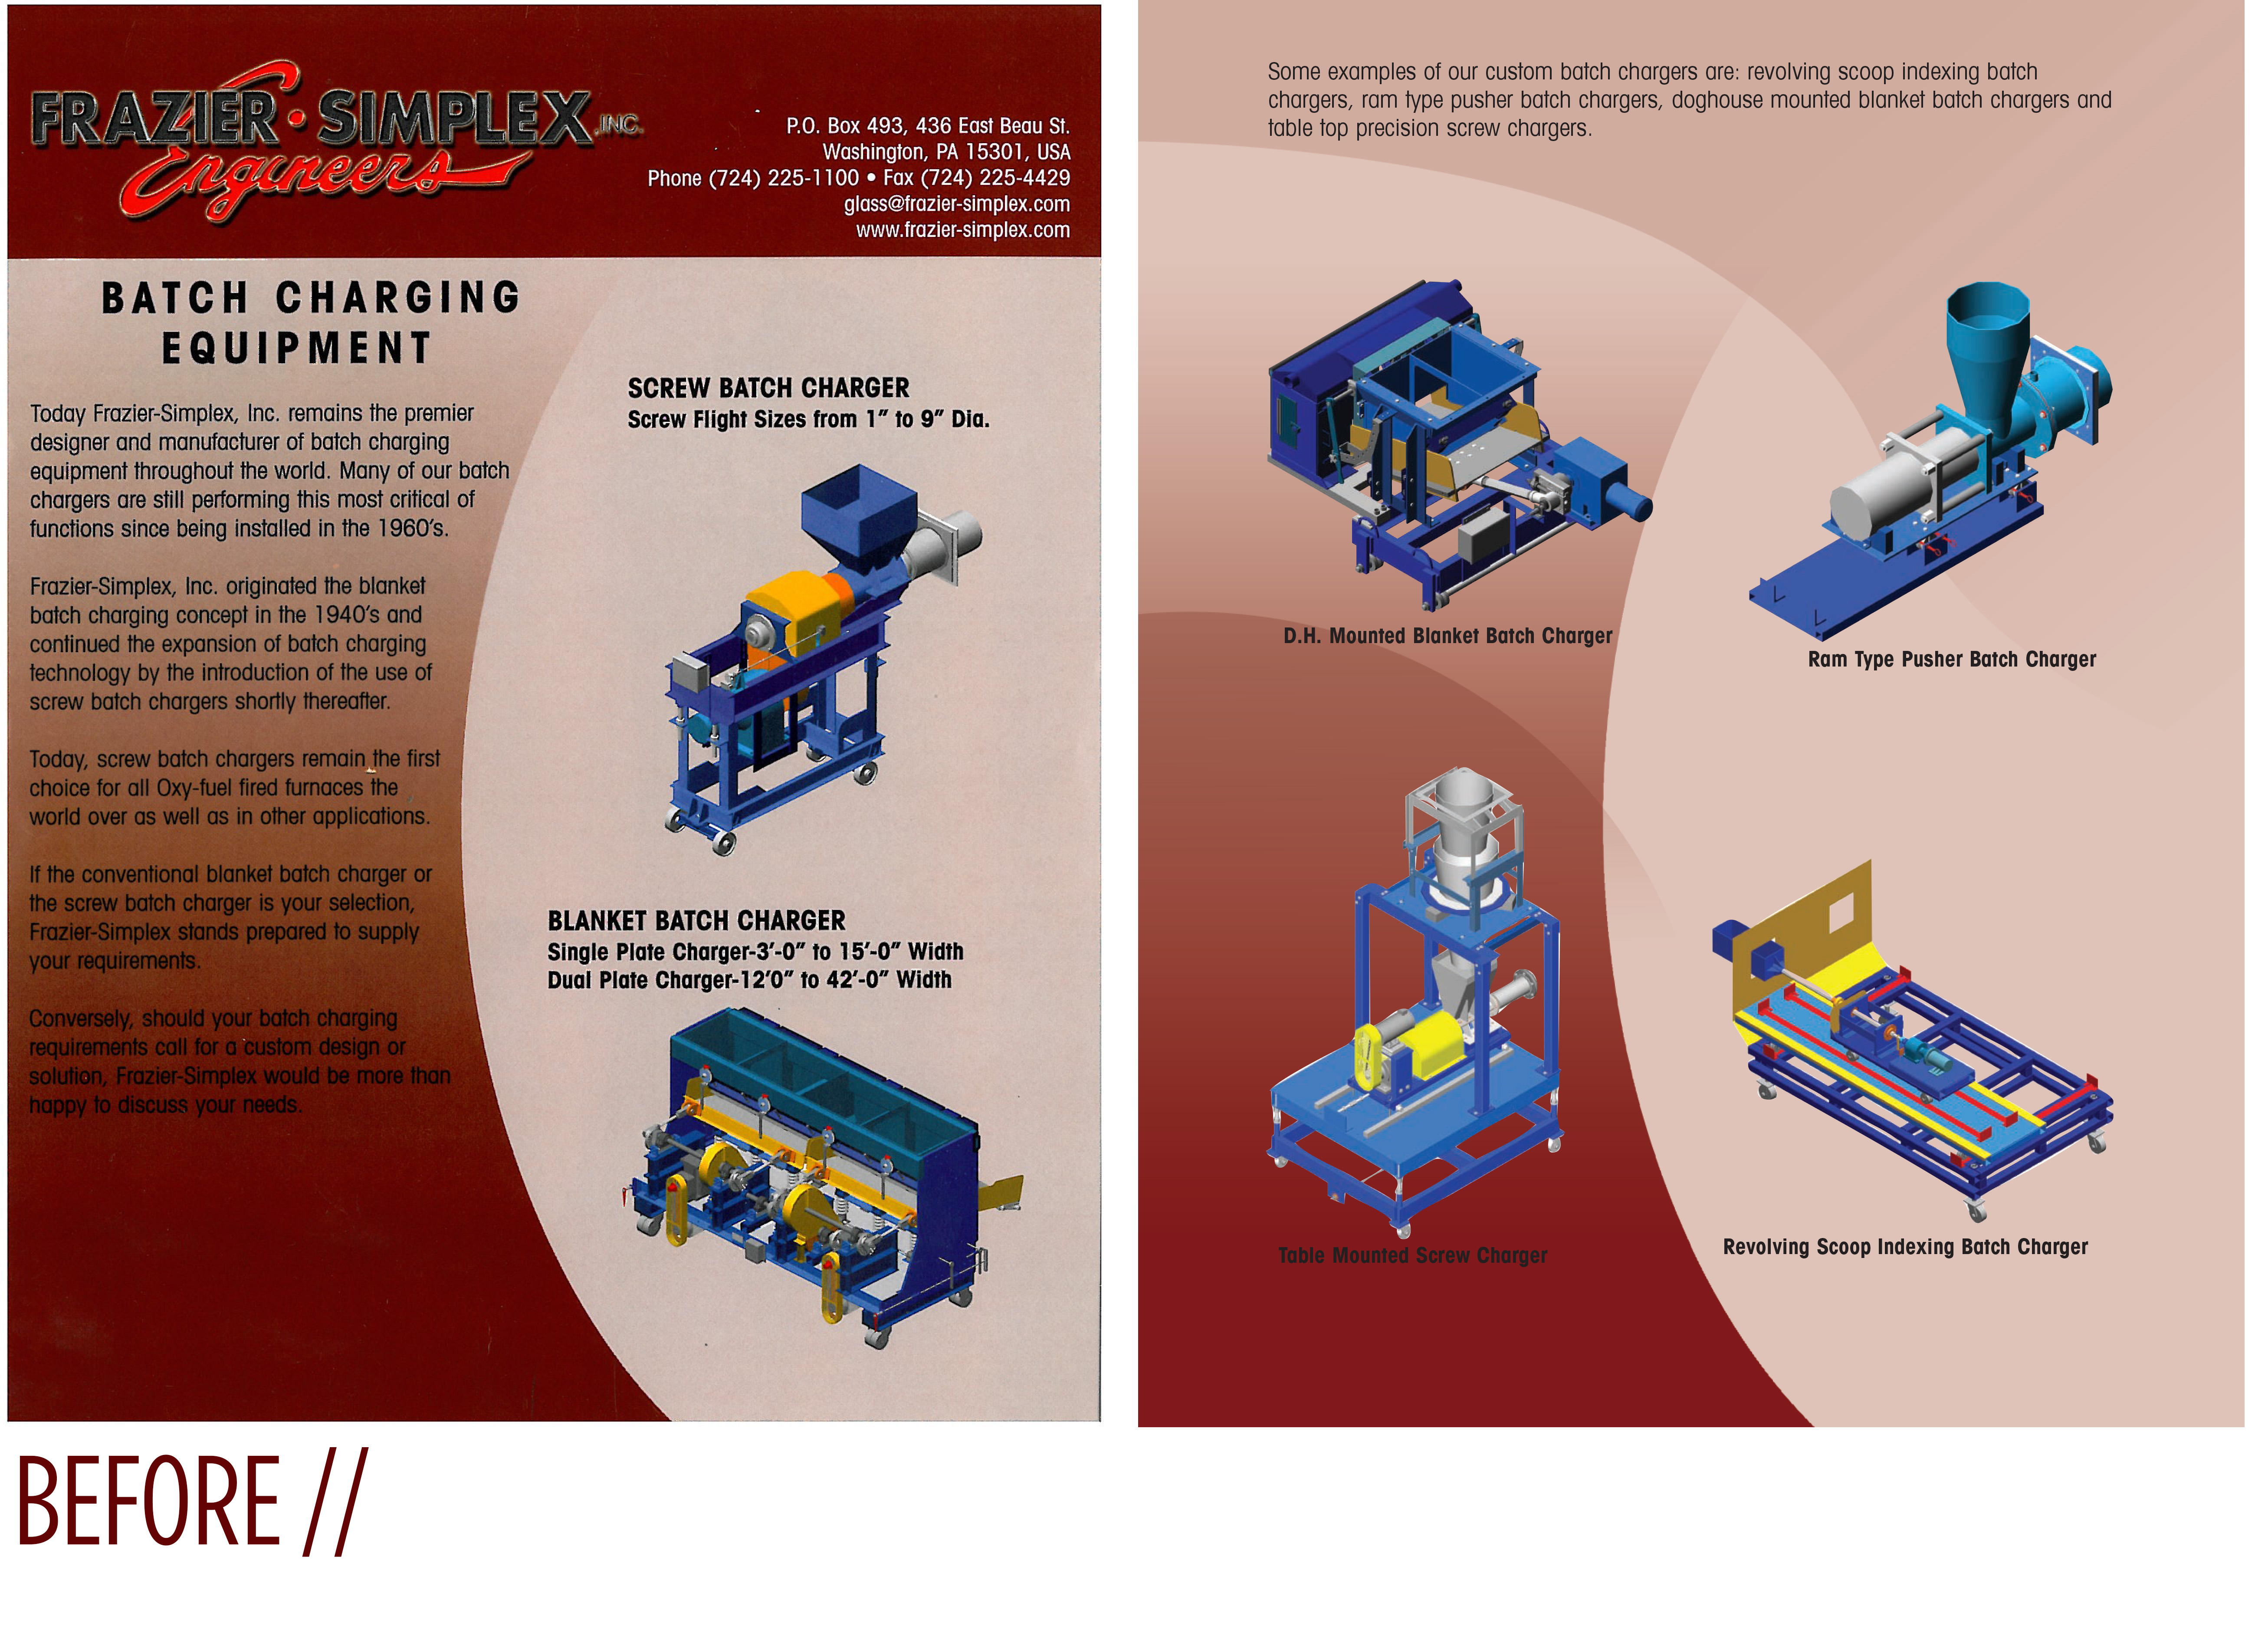 FRAZIER•SIMPLEX, INC.
Engineers
P.O. Box 493, 436 East Beau St.
Washington, PA 15301, USA
Phone (724) 225-1100 • Fax (724) 225-4429
glass@frazier-simplex.com
www.frazier-simplex.com
BATCH CHARGING
EQUIPMENT
Today Frazier-Simplex, Inc. remains the premier
designer and manufacturer of batch charging
equipment throughout the world. Many of our batch
chargers are still performing this most critical of
functions since being installed in the 1960's.
Frazier-Simplex, Inc. originated the blanket
batch charging concept in the 1940's and
continued the expansion of batch charging
technology by the introduction of the use of
screw batch chargers shortly thereafter.
Today, screw batch chargers remain the first
choice for all Oxy-fuel fired furnaces the
world over as well as in other applications.
If the conventional blanket batch charger or
the screw batch charger is your selection,
Frazier-Simplex stands prepared to supply
your requirements.
Conversely, should your batch charging
requirements call for a custom design or
solution, Frazier-Simplex would be more than
happy to discuss your needs.
SCREW BATCH CHARGER
Screw Flight Sizes from 1" to 9" Dia.
BLANKET BATCH CHARGER
Single Plate Charger-3'-0" to 15'-0" Width
Dual Plate Charger-12'0" to 42'-0" Width
Some examples of our custom batch chargers are: revolving scoop indexing batch
chargers, ram type pusher batch chargers, doghouse mounted blanket batch chargers and
table top precision screw chargers.
D.H. Mounted Blanket Batch Charger
Ram Type Pusher Batch Charger
Table Mounted Screw Charger
Revolving Scoop Indexing Batch Charger
BEFORE //